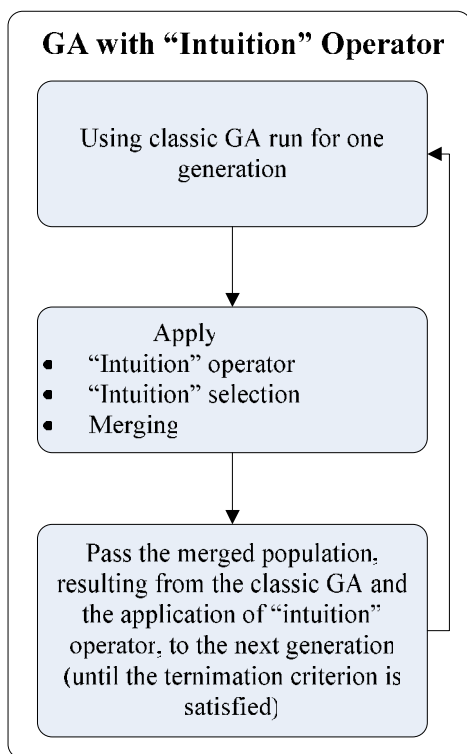 GA with “Intuition” Operator
Using classic GA run for one
generation
Apply
• “Intuition” operator
• “Intuition” selection
• Merging
Pass the merged population,
resulting from the classic GA and
the application of “intuition”
operator, to the next generation
(until the ternimation criterion is
satisfied)